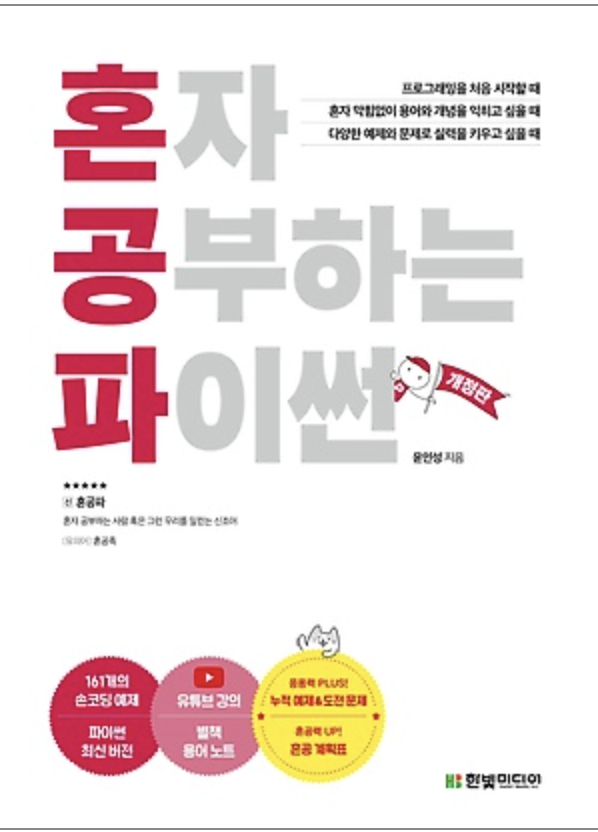 혼자
공부하는
파이썬
프로그래밍을 처음 시작할 때
혼자 막힘없이 용어와 개념을 익히고 싶을 때
다양한 예제와 문제로 실력을 키우고 싶을 때
개정판
윤인성 지음
★★★★★
혼공파
혼자 공부하는 사람 혹은 그런 무리를 일컫는 신조어
[유의어] 혼공족
161개의
손코딩 예제
파이썬
최신 버전
유튜브 강의
별책
용어 노트
응용력 PLUS!
누적 예제&도전 문제
혼공력 UP!
혼공 계획표
한빛미디어